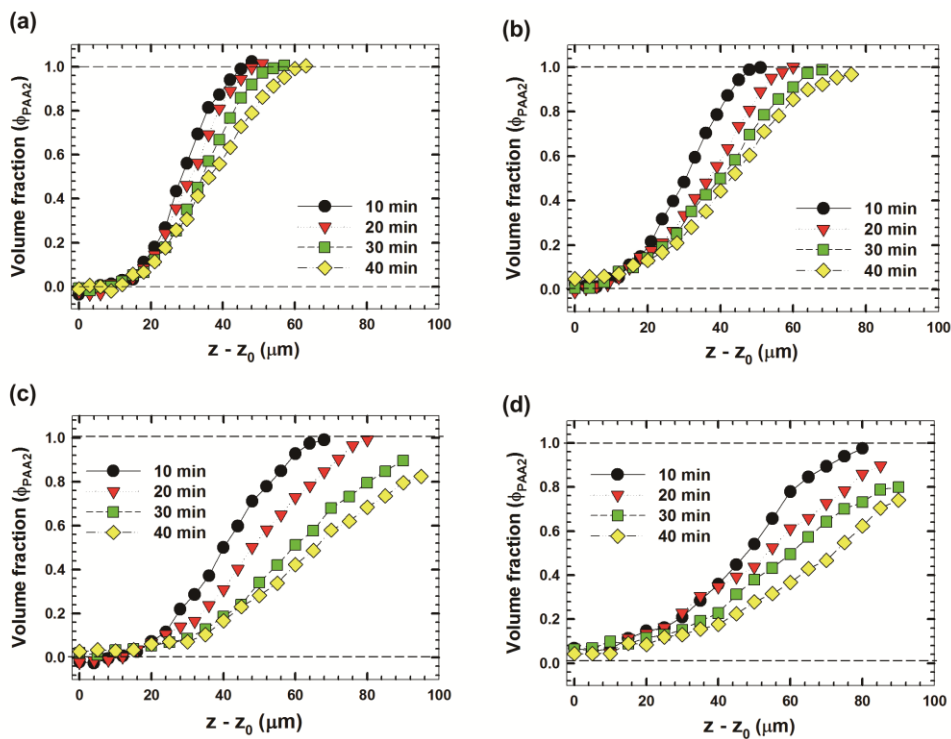 (a)
Volume fraction (ϕPAA2)
1.0
0.8
0.6
0.4
0.2
0.0
10 min
20 min
30 min
40 min
0 20 40 60 80 100
z - z0 (μm)
(b)
Volume fraction (ϕPAA2)
1.0
0.8
0.6
0.4
0.2
0.0
10 min
20 min
30 min
40 min
0 20 40 60 80 100
z - z0 (μm)
(c)
Volume fraction (ϕPAA2)
1.0
0.8
0.6
0.4
0.2
0.0
10 min
20 min
30 min
40 min
0 20 40 60 80 100
z - z0 (μm)
(d)
Volume fraction (ϕPAA2)
1.0
0.8
0.6
0.4
0.2
0.0
10 min
20 min
30 min
40 min
0 20 40 60 80 100
z - z0 (μm)